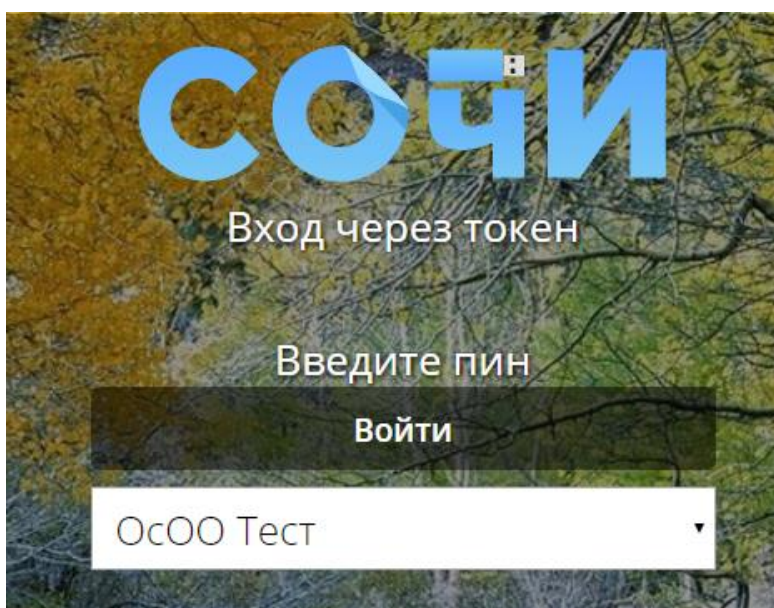 СОЧИ
Вход через токен
Введите пин
Войти
ОсОО Тест